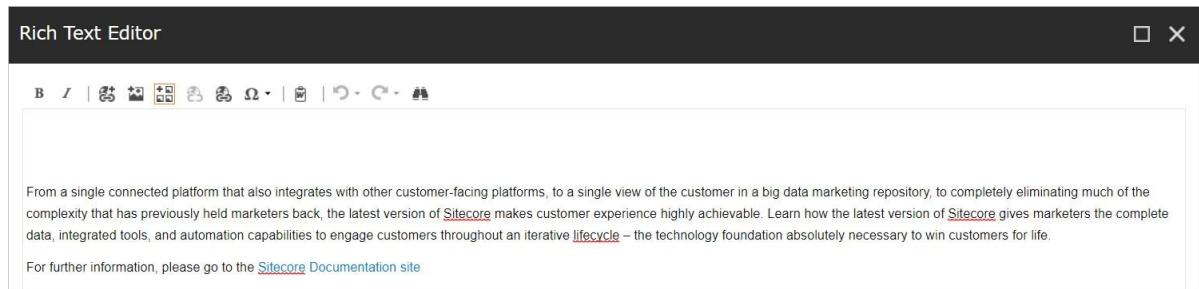 Rich Text Editor
B I Ω W
From a single connected platform that also integrates with other customer-facing platforms, to a single view of the customer in a big data marketing repository, to completely eliminating much of the
complexity that has previously held marketers back, the latest version of Sitecore makes customer experience highly achievable. Learn how the latest version of Sitecore gives marketers the complete
data, integrated tools, and automation capabilities to engage customers throughout an iterative lifecycle – the technology foundation absolutely necessary to win customers for life.
For further information, please go to the Sitecore Documentation site